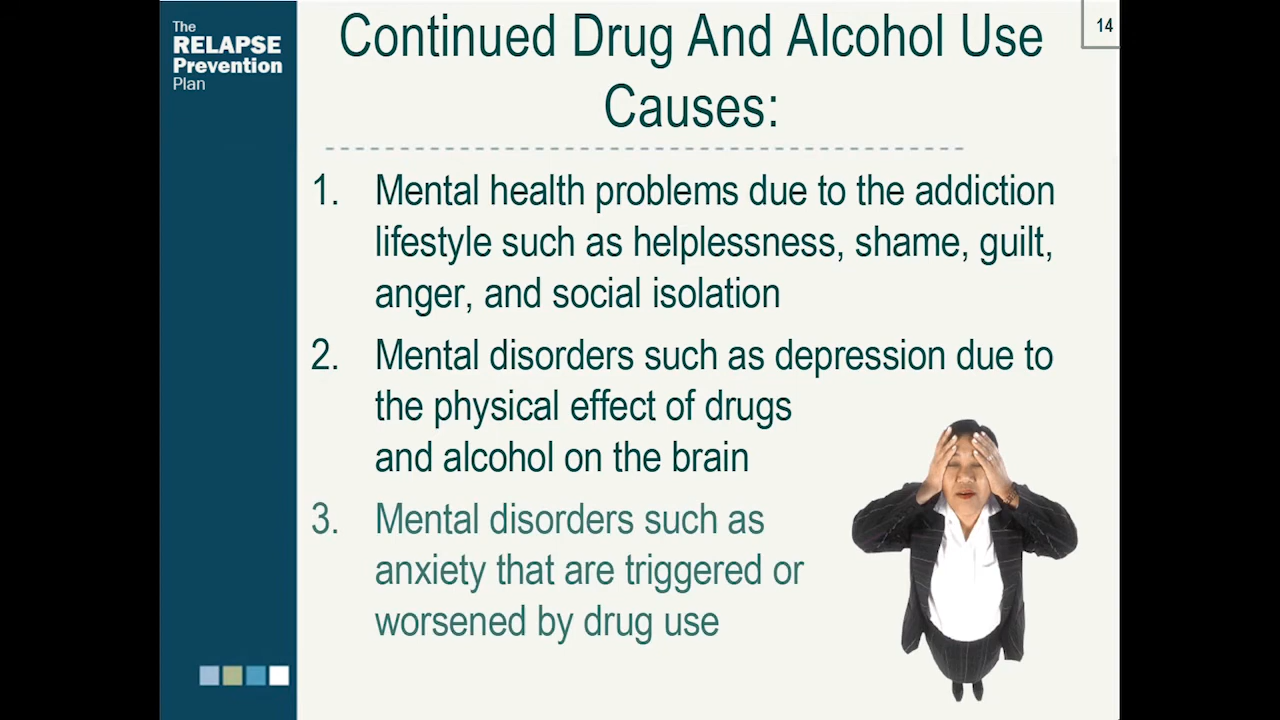 The
RELAPSE
Prevention
Plan
14
Continued Drug And Alcohol Use
Causes:
1. Mental health problems due to the addiction
lifestyle such as helplessness, shame, guilt,
anger, and social isolation
2. Mental disorders such as depression due to
the physical effect of drugs
and alcohol on the brain
3. Mental disorders such as
anxiety that are triggered or
worsened by drug use